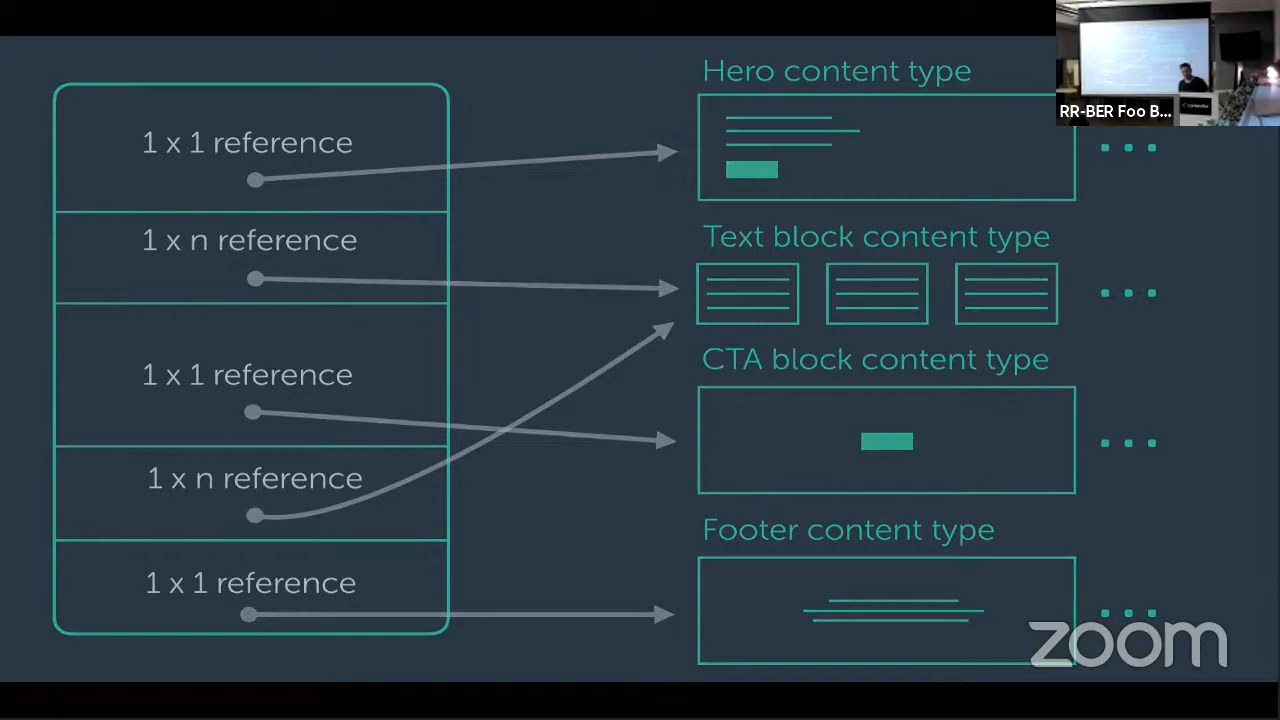 1 x 1 reference
1 x n reference
1 x 1 reference
1 x n reference
1 x 1 reference
Hero content type
Text block content type
CTA block content type
Footer content type
RR-BER Foo B...
zoom